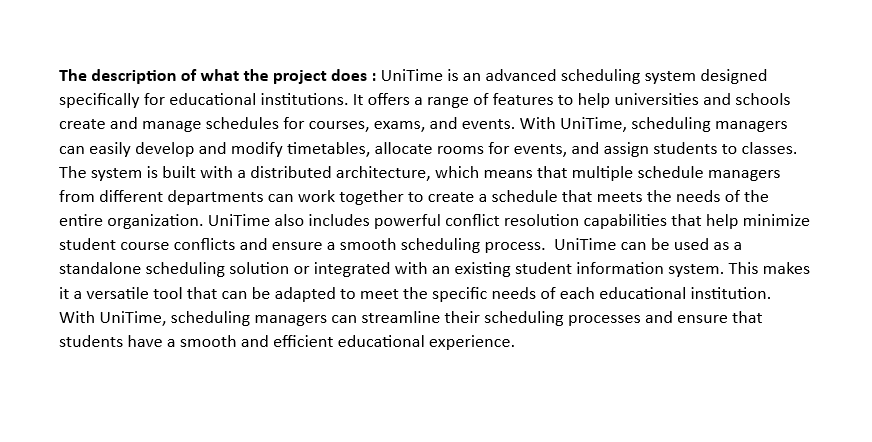 The description of what the project does : UniTime is an advanced scheduling system designed
specifically for educational institutions. It offers a range of features to help universities and schools
create and manage schedules for courses, exams, and events. With UniTime, scheduling managers
can easily develop and modify timetables, allocate rooms for events, and assign students to classes.
The system is built with a distributed architecture, which means that multiple schedule managers
from different departments can work together to create a schedule that meets the needs of the
entire organization. UniTime also includes powerful conflict resolution capabilities that help minimize
student course conflicts and ensure a smooth scheduling process.  UniTime can be used as a
standalone scheduling solution or integrated with an existing student information system. This makes
it a versatile tool that can be adapted to meet the specific needs of each educational institution.
With UniTime, scheduling managers can streamline their scheduling processes and ensure that
students have a smooth and efficient educational experience.